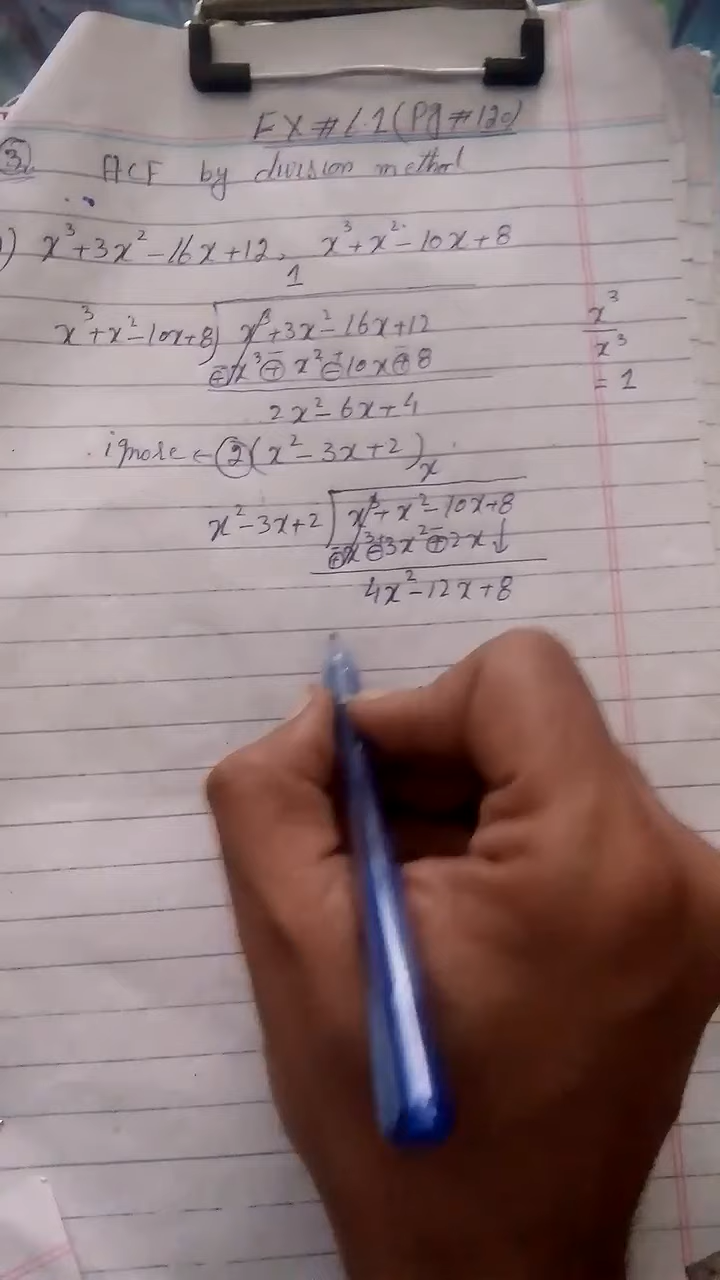 EX # 6.1 (Pg # 120)
3 HCF by division method
) x³+3x²-16x+12, x³+x²-10x+8
1
x³+x²-10x+8) x³+3x²-16x+12
x³ + x² - 10x + 8
2x²-6x+4
ignore ← 2(x²-3x+2)
x
x²-3x+2) x³+x²-10x+8
x³ - 3x² + 2x ↓
4x²-12x+8
x³
x³
= 1